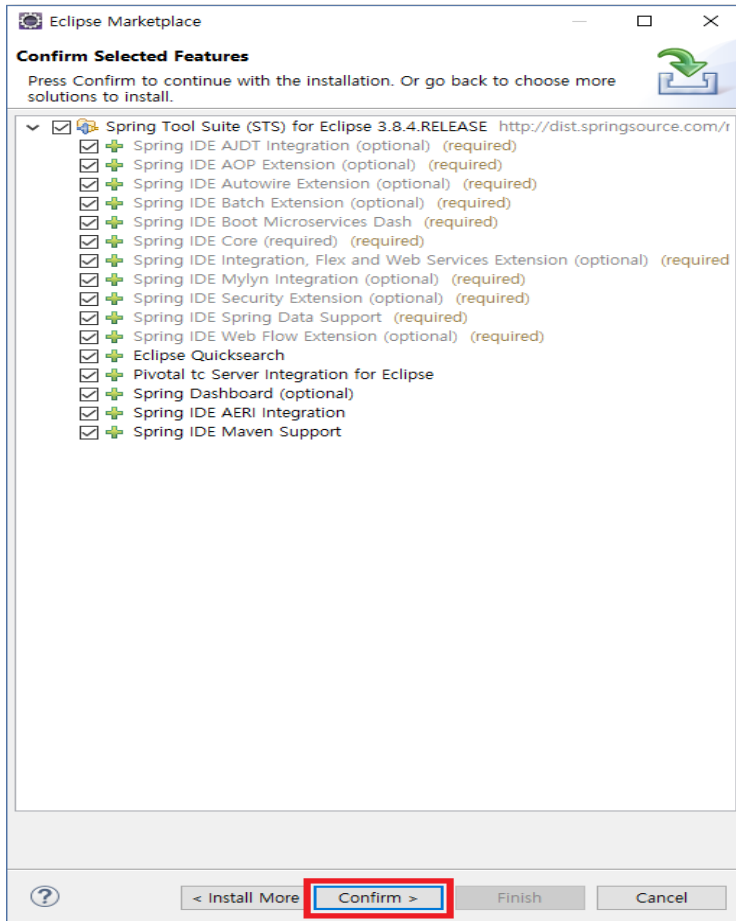 Eclipse Marketplace
Confirm Selected Features
Press Confirm to continue with the installation. Or go back to choose more
solutions to install.
Spring Tool Suite (STS) for Eclipse 3.8.4.RELEASE http://dist.springsource.com/r
Spring IDE AJDT Integration (optional) (required)
Spring IDE AOP Extension (optional) (required)
Spring IDE Autowire Extension (optional) (required)
Spring IDE Batch Extension (optional) (required)
Spring IDE Boot Microservices Dash (required)
Spring IDE Core (required) (required)
Spring IDE Integration, Flex and Web Services Extension (optional) (required
Spring IDE Mylyn Integration (optional) (required)
Spring IDE Security Extension (optional) (required)
Spring IDE Spring Data Support (required)
Spring IDE Web Flow Extension (optional) (required)
Eclipse Quicksearch
Pivotal tc Server Integration for Eclipse
Spring Dashboard (optional)
Spring IDE AERI Integration
Spring IDE Maven Support
? < Install More Confirm > Finish Cancel